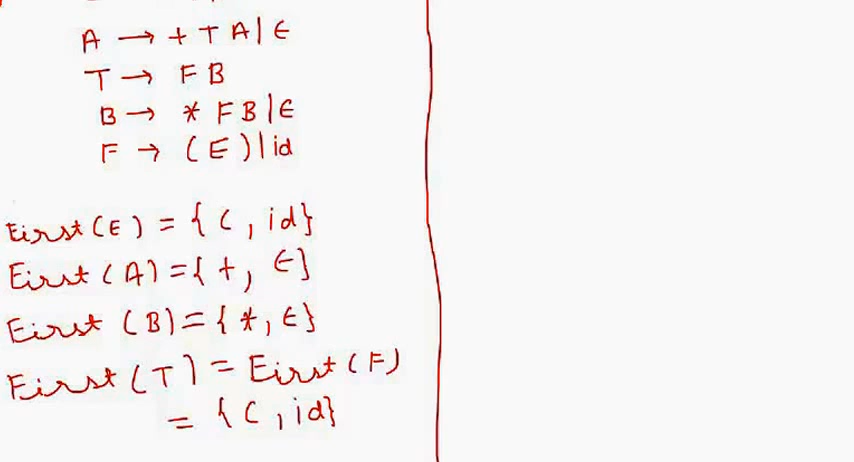 A → + T A | ∈
T → F B
B → * F B | ∈
F → ( E ) | id
First ( E ) = { ( , id }
First ( A ) = { + , ∈ }
First ( B ) = { * , ∈ }
First ( T ) = First ( F )
= { ( , id }